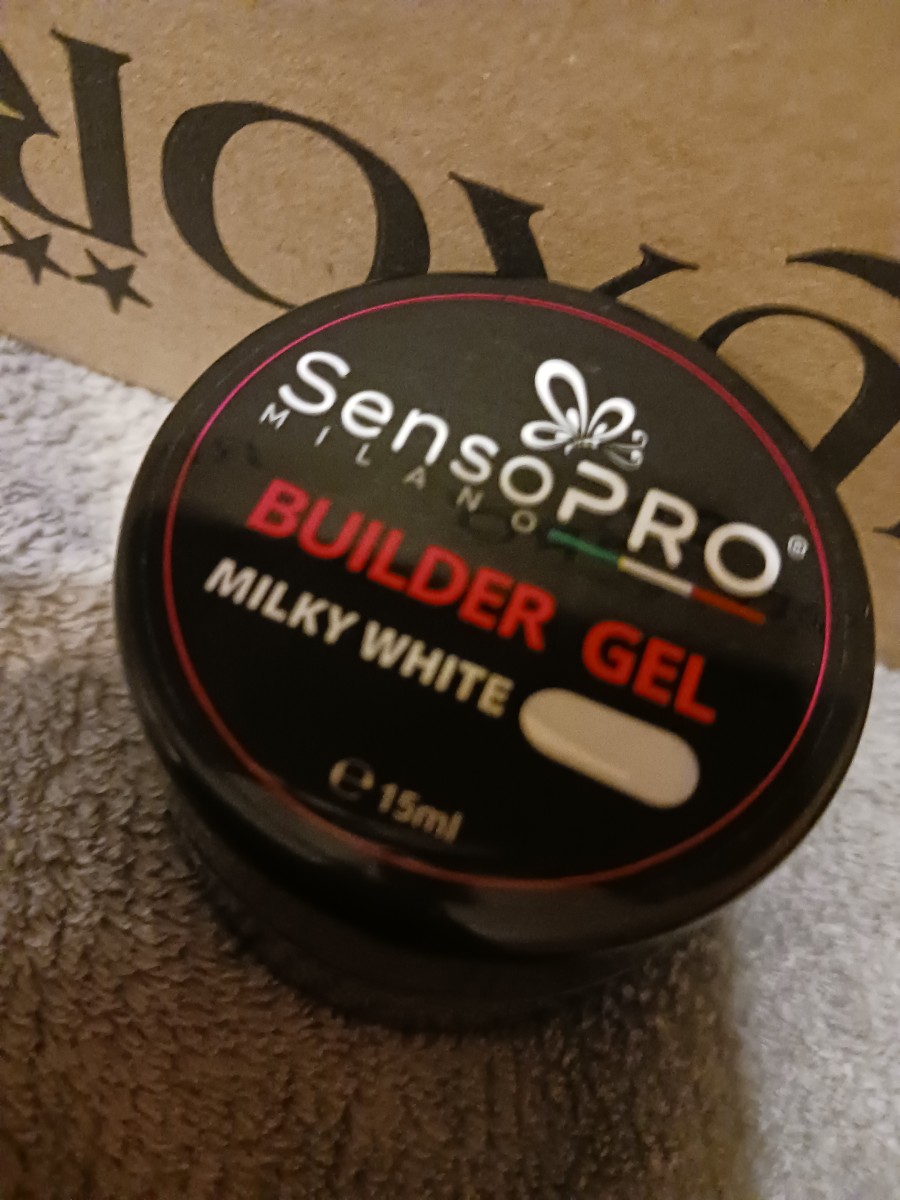 SensoPRO®
MILANO
BUILDER GEL
MILKY WHITE
℮ 15ml